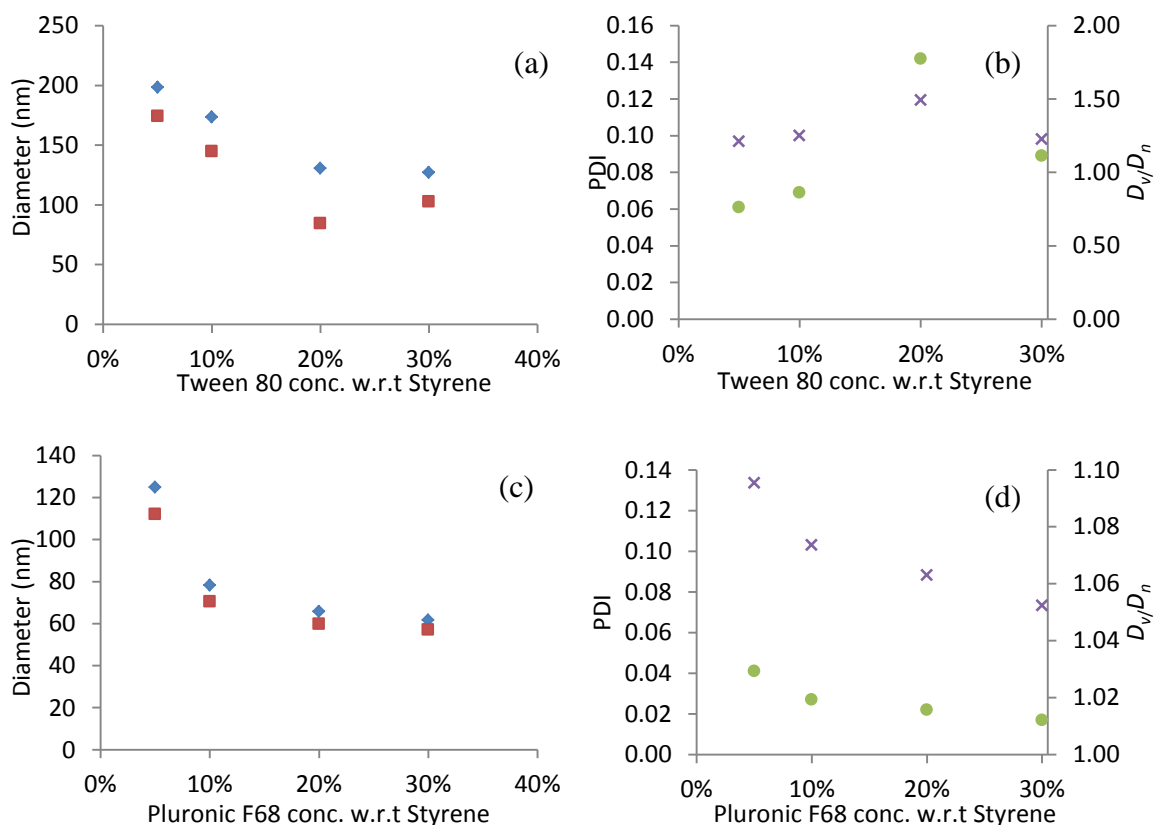 250
200
150
100
50
0
Diameter (nm)
(a)
0% 10% 20% 30% 40%
Tween 80 conc. w.r.t Styrene
0.16
0.14
0.12
0.10
0.08
0.06
0.04
0.02
0.00
PDI
(b)
2.00
1.50
1.00
0.50
0.00
Dv/Dn
0% 10% 20% 30%
Tween 80 conc. w.r.t Styrene
140
120
100
80
60
40
20
0
Diameter (nm)
(c)
0% 10% 20% 30% 40%
Pluronic F68 conc. w.r.t Styrene
0.14
0.12
0.10
0.08
0.06
0.04
0.02
0.00
PDI
(d)
1.10
1.08
1.06
1.04
1.02
1.00
Dv/Dn
0% 10% 20% 30%
Pluronic F68 conc. w.r.t Styrene